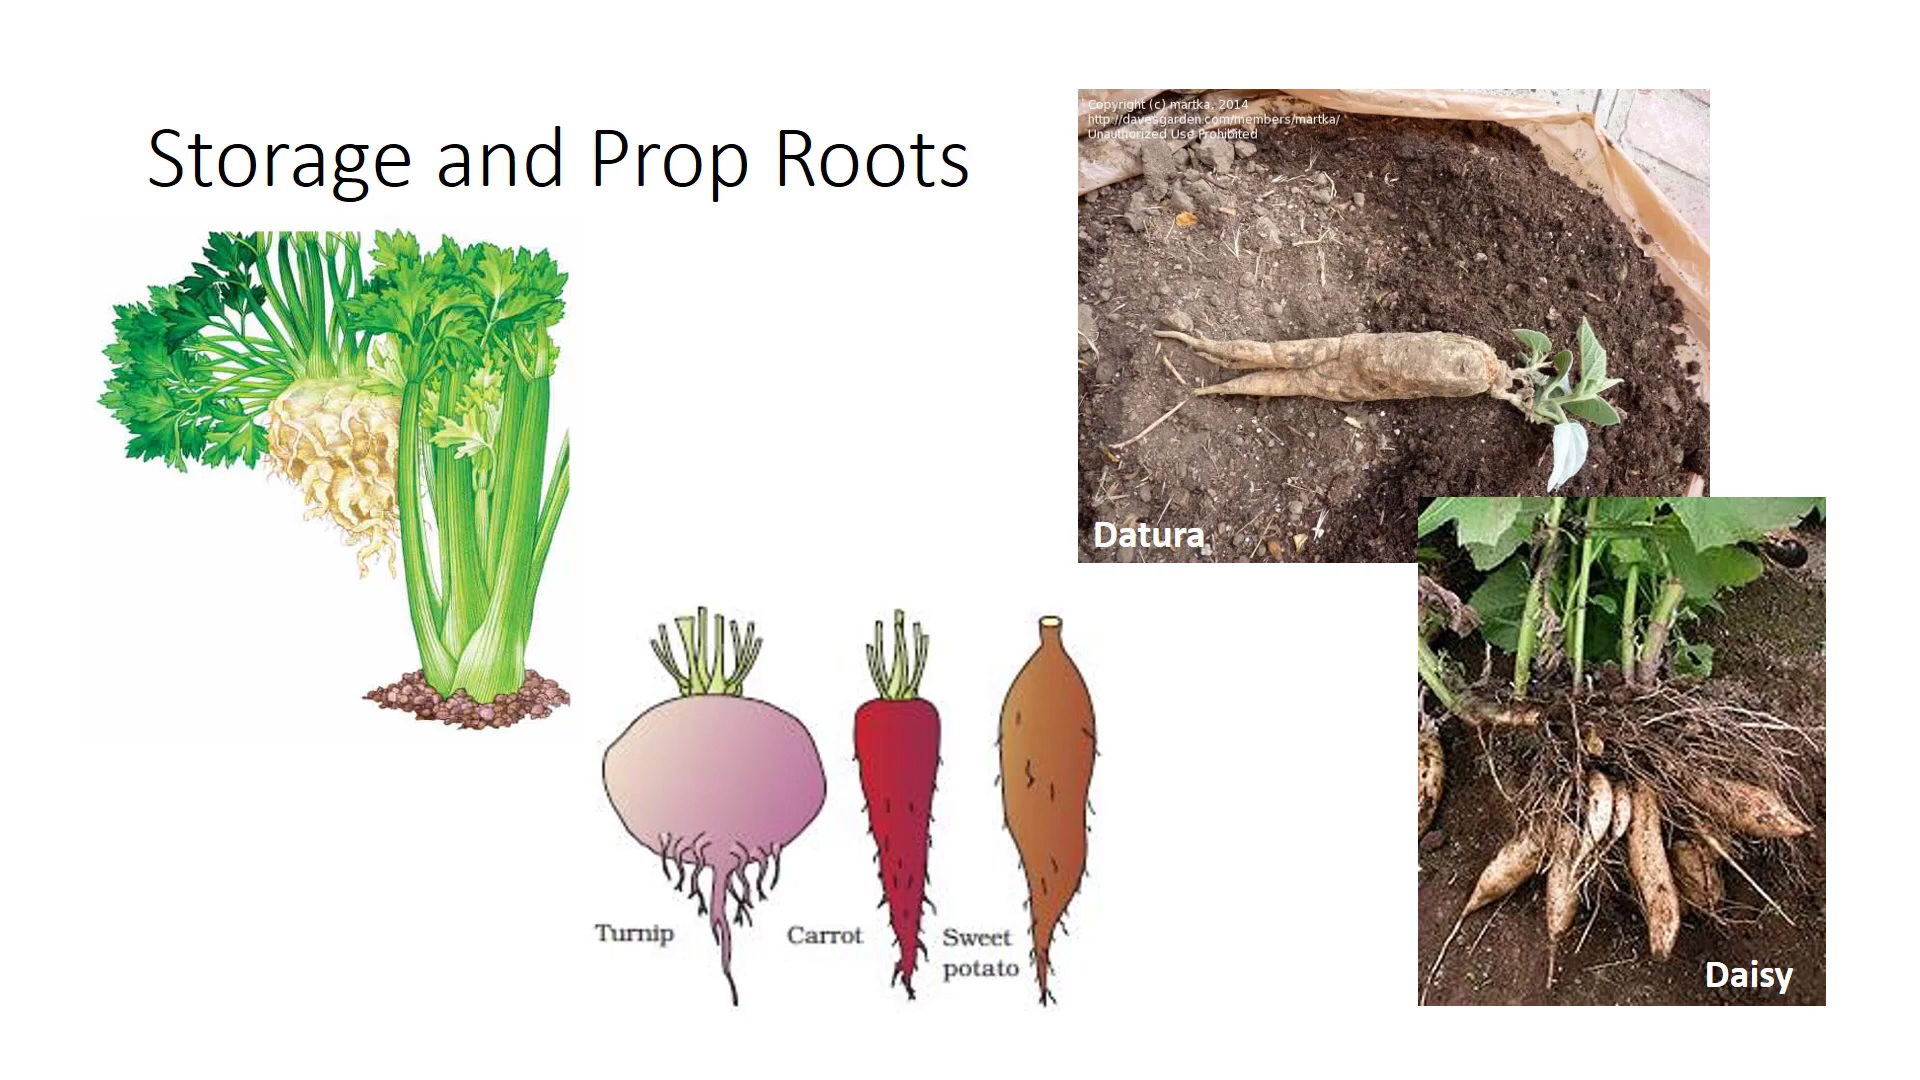 Storage and Prop Roots
Copyright (c) martka, 2014
http://davesgarden.com/members/martka/
Unauthorized Use Prohibited
Datura
Turnip
Carrot
Sweet
potato
Daisy